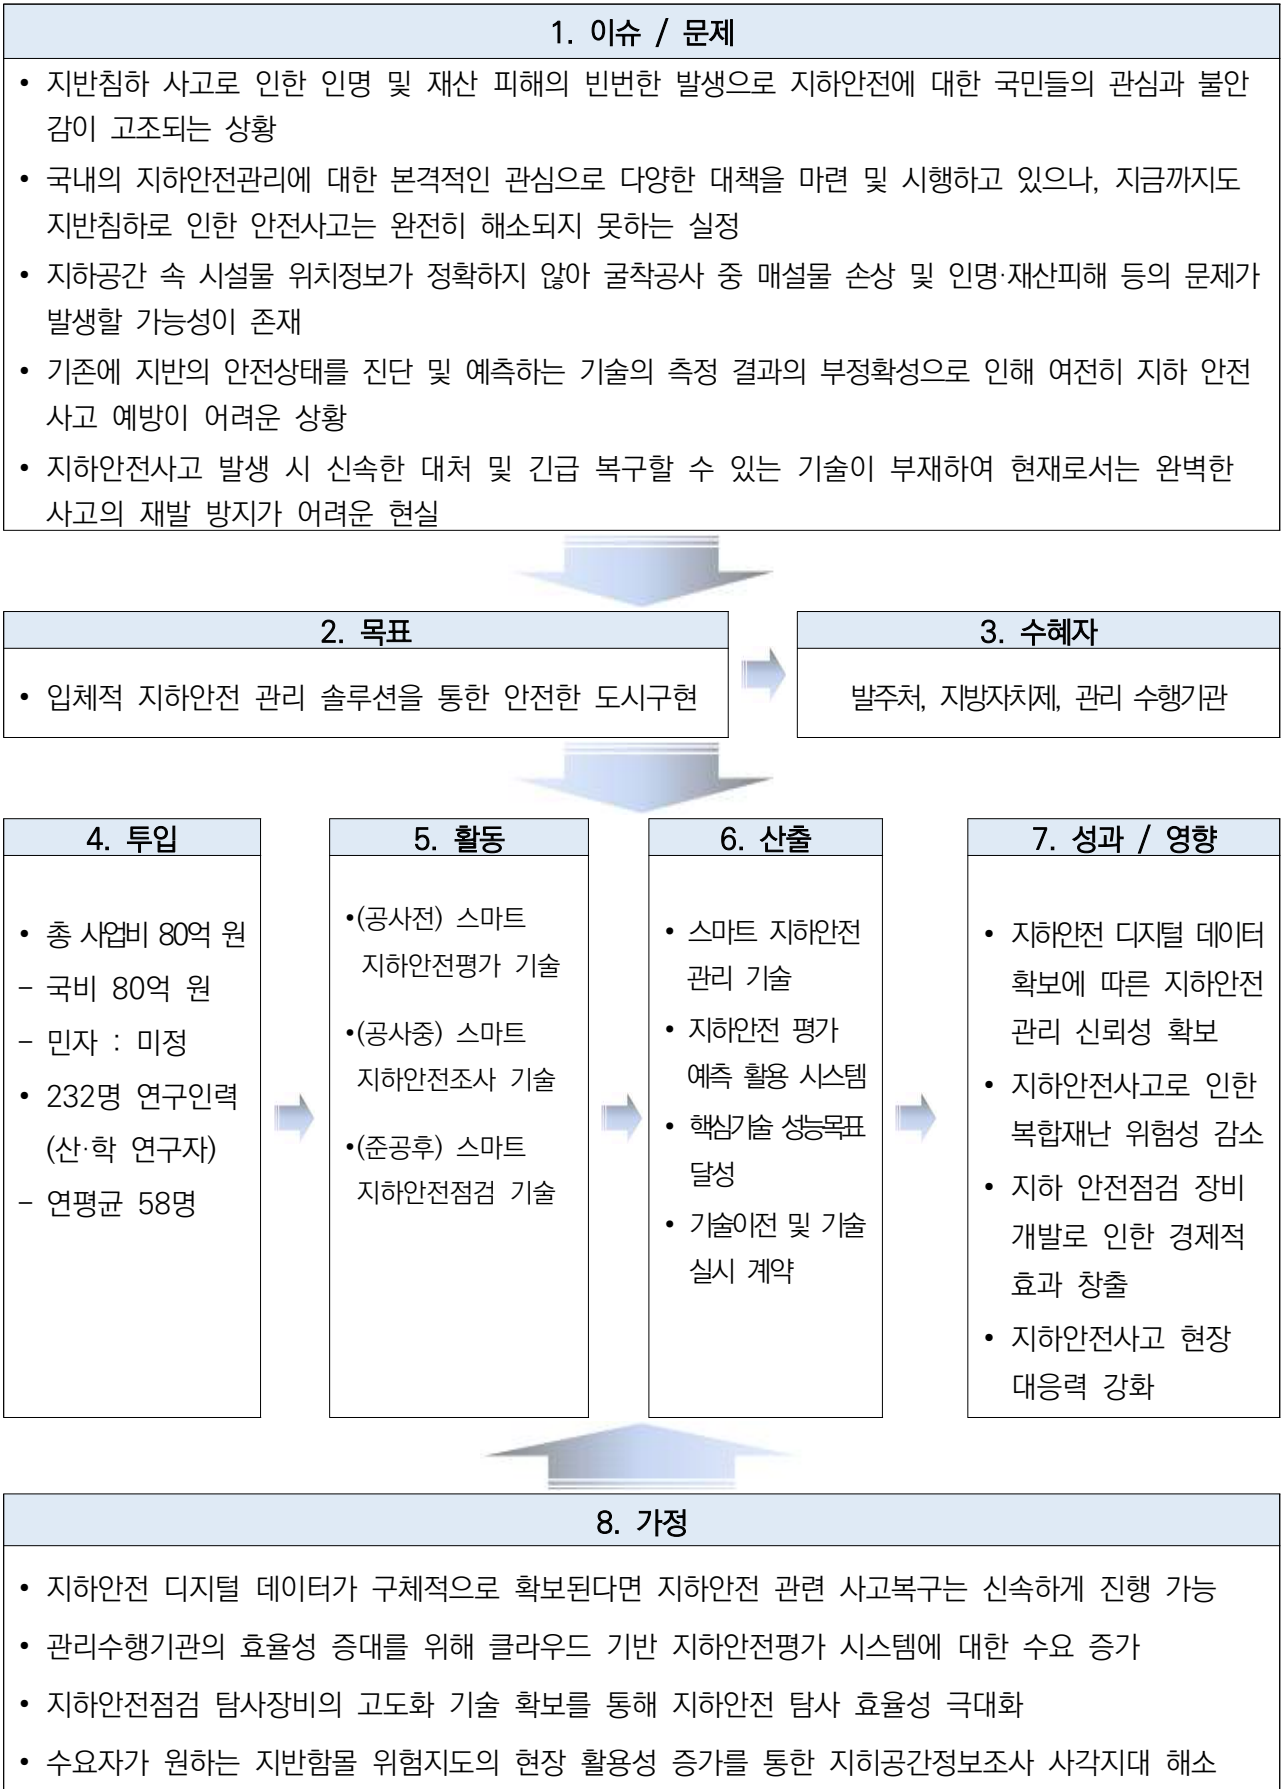 1. 이슈 / 문제
• 지반침하 사고로 인한 인명 및 재산 피해의 빈번한 발생으로 지하안전에 대한 국민들의 관심과 불안
감이 고조되는 상황
• 국내의 지하안전관리에 대한 본격적인 관심으로 다양한 대책을 마련 및 시행하고 있으나, 지금까지도
지반침하로 인한 안전사고는 완전히 해소되지 못하는 실정
• 지하공간 속 시설물 위치정보가 정확하지 않아 굴착공사 중 매설물 손상 및 인명·재산피해 등의 문제가
발생할 가능성이 존재
• 기존에 지반의 안전상태를 진단 및 예측하는 기술의 측정 결과의 부정확성으로 인해 여전히 지하 안전
사고 예방이 어려운 상황
• 지하안전사고 발생 시 신속한 대처 및 긴급 복구할 수 있는 기술이 부재하여 현재로서는 완벽한
사고의 재발 방지가 어려운 현실
2. 목표
• 입체적 지하안전 관리 솔루션을 통한 안전한 도시구현
3. 수혜자
발주처, 지방자치제, 관리 수행기관
4. 투입
• 총 사업비 80억 원
- 국비 80억 원
- 민자 : 미정
• 232명 연구인력
(산·학 연구자)
- 연평균 58명
5. 활동
•(공사전) 스마트
지하안전평가 기술
•(공사중) 스마트
지하안전조사 기술
•(준공후) 스마트
지하안전점검 기술
6. 산출
• 스마트 지하안전
관리 기술
• 지하안전 평가
예측 활용 시스템
• 핵심기술 성능목표
달성
• 기술이전 및 기술
실시 계약
7. 성과 / 영향
• 지하안전 디지털 데이터
확보에 따른 지하안전
관리 신뢰성 확보
• 지하안전사고로 인한
복합재난 위험성 감소
• 지하 안전점검 장비
개발로 인한 경제적
효과 창출
• 지하안전사고 현장
대응력 강화
8. 가정
• 지하안전 디지털 데이터가 구체적으로 확보된다면 지하안전 관련 사고복구는 신속하게 진행 가능
• 관리수행기관의 효율성 증대를 위해 클라우드 기반 지하안전평가 시스템에 대한 수요 증가
• 지하안전점검 탐사장비의 고도화 기술 확보를 통해 지하안전 탐사 효율성 극대화
• 수요자가 원하는 지반함몰 위험지도의 현장 활용성 증가를 통한 지히공간정보조사 사각지대 해소